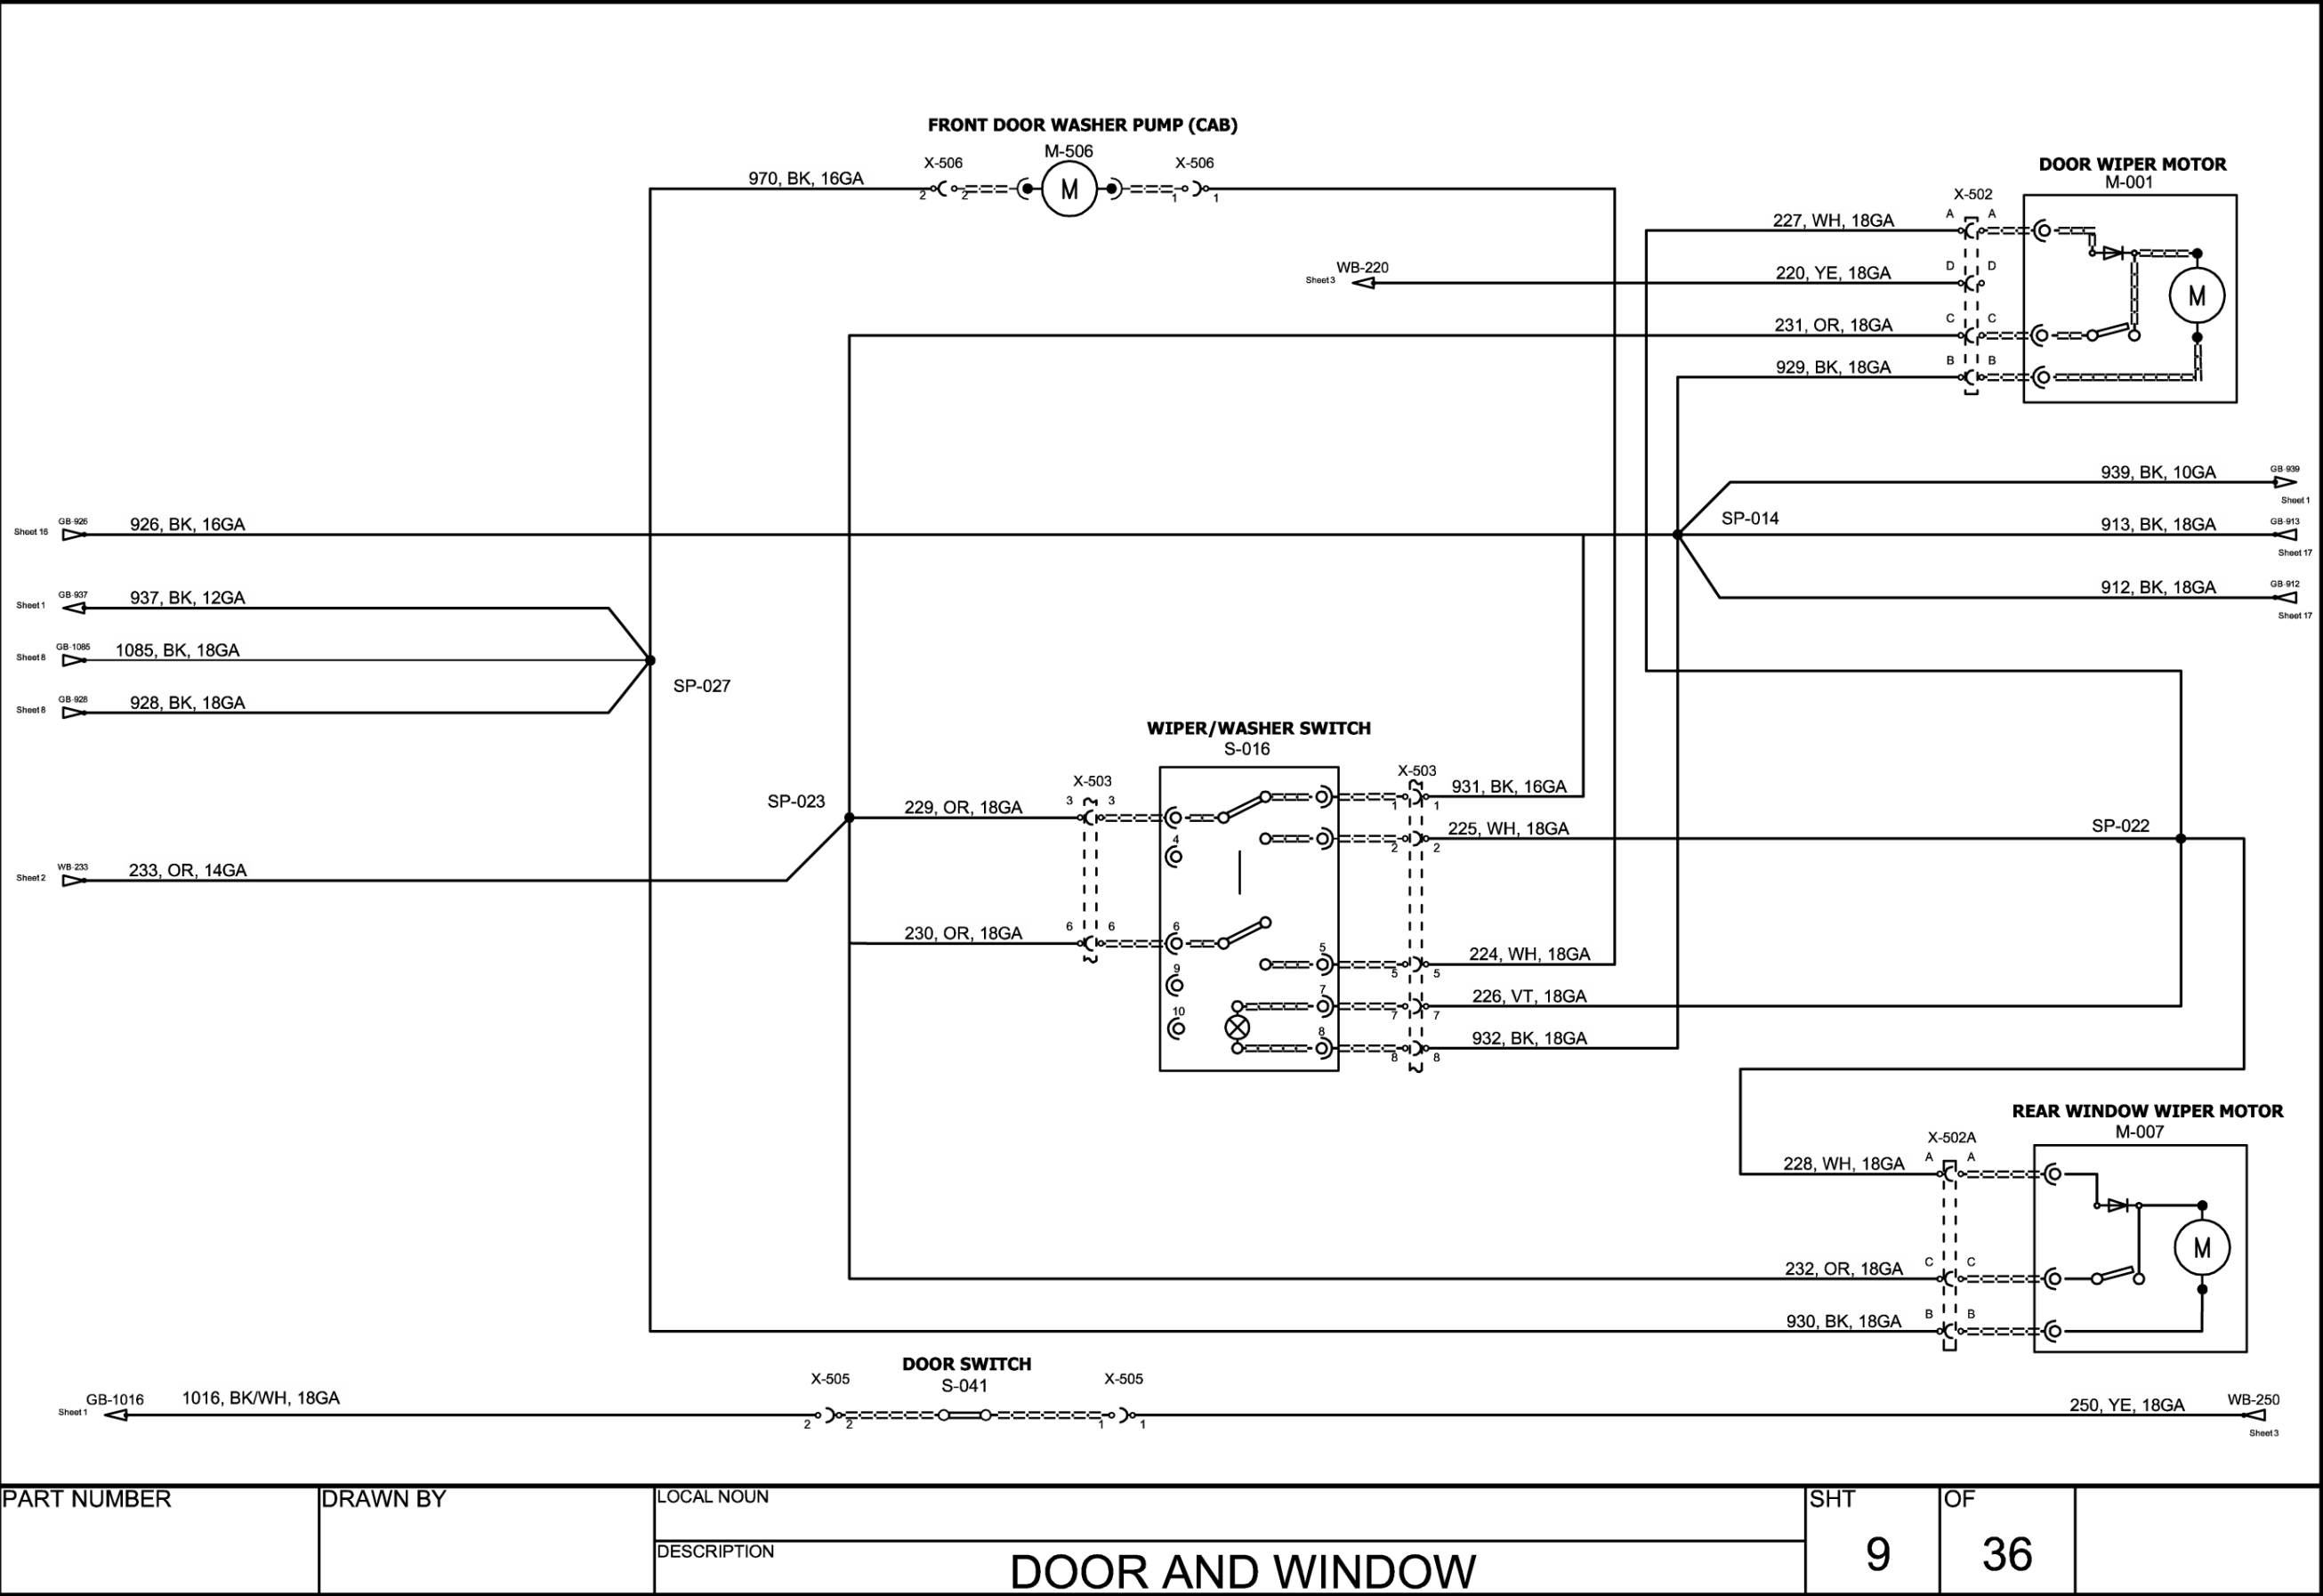 FRONT DOOR WASHER PUMP (CAB)
M-506
X-506
X-506
970, BK, 16GA
2
2
1
1
M
DOOR WIPER MOTOR
M-001
X-502
227, WH, 18GA
A
A
WB-220
Sheet 3
220, YE, 18GA
D
D
M
231, OR, 18GA
C
C
929, BK, 18GA
B
B
939, BK, 10GA
GB-939
Sheet 1
Sheet 16
GB-926
926, BK, 16GA
SP-014
913, BK, 18GA
GB-913
Sheet 17
Sheet 1
GB-937
937, BK, 12GA
912, BK, 18GA
GB-912
Sheet 17
Sheet 8
GB-1085
1085, BK, 18GA
SP-027
Sheet 8
GB-928
928, BK, 18GA
WIPER/WASHER SWITCH
S-016
X-503
X-503
SP-023
229, OR, 18GA
3
3
1
1
931, BK, 16GA
4
2
2
225, WH, 18GA
SP-022
Sheet 2
WB-233
233, OR, 14GA
230, OR, 18GA
6
6
6
5
5
5
224, WH, 18GA
9
7
7
7
226, VT, 18GA
10
8
8
8
932, BK, 18GA
REAR WINDOW WIPER MOTOR
M-007
X-502A
228, WH, 18GA
A
A
M
232, OR, 18GA
C
C
930, BK, 18GA
B
B
DOOR SWITCH
S-041
X-505
X-505
Sheet 1
GB-1016
1016, BK/WH, 18GA
2
2
1
1
250, YE, 18GA
WB-250
Sheet 3
PART NUMBER
DRAWN BY
LOCAL NOUN
DESCRIPTION
DOOR AND WINDOW
SHT
9
OF
36